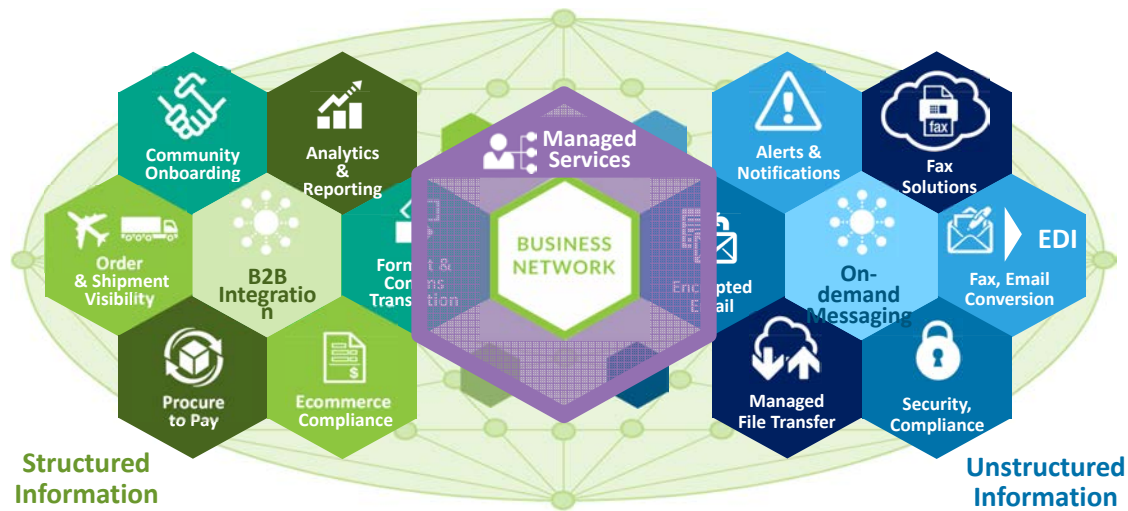 Community
Onboarding
Analytics
&
Reporting
Order
& Shipment
Visibility
B2B
Integratio
n
Procure
to Pay
Ecommerce
Compliance
Managed
Services
BUSINESS
NETWORK
Alerts &
Notifications
fax
Fax
Solutions
On-
demand
Messaging
EDI
Fax, Email
Conversion
Managed
File Transfer
$
Security,
Compliance
Structured
Information
Unstructured
Information